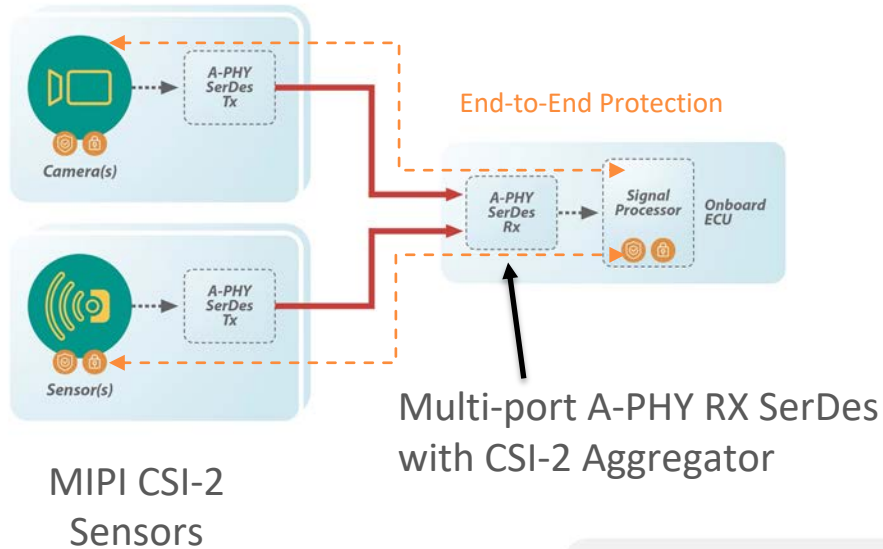 A-PHY
SerDes
Tx
Camera(s)
End-to-End Protection
A-PHY
SerDes
Rx
Signal
Processor
Onboard
ECU
A-PHY
SerDes
Tx
Sensor(s)
Multi-port A-PHY RX SerDes
with CSI-2 Aggregator
MIPI CSI-2
Sensors